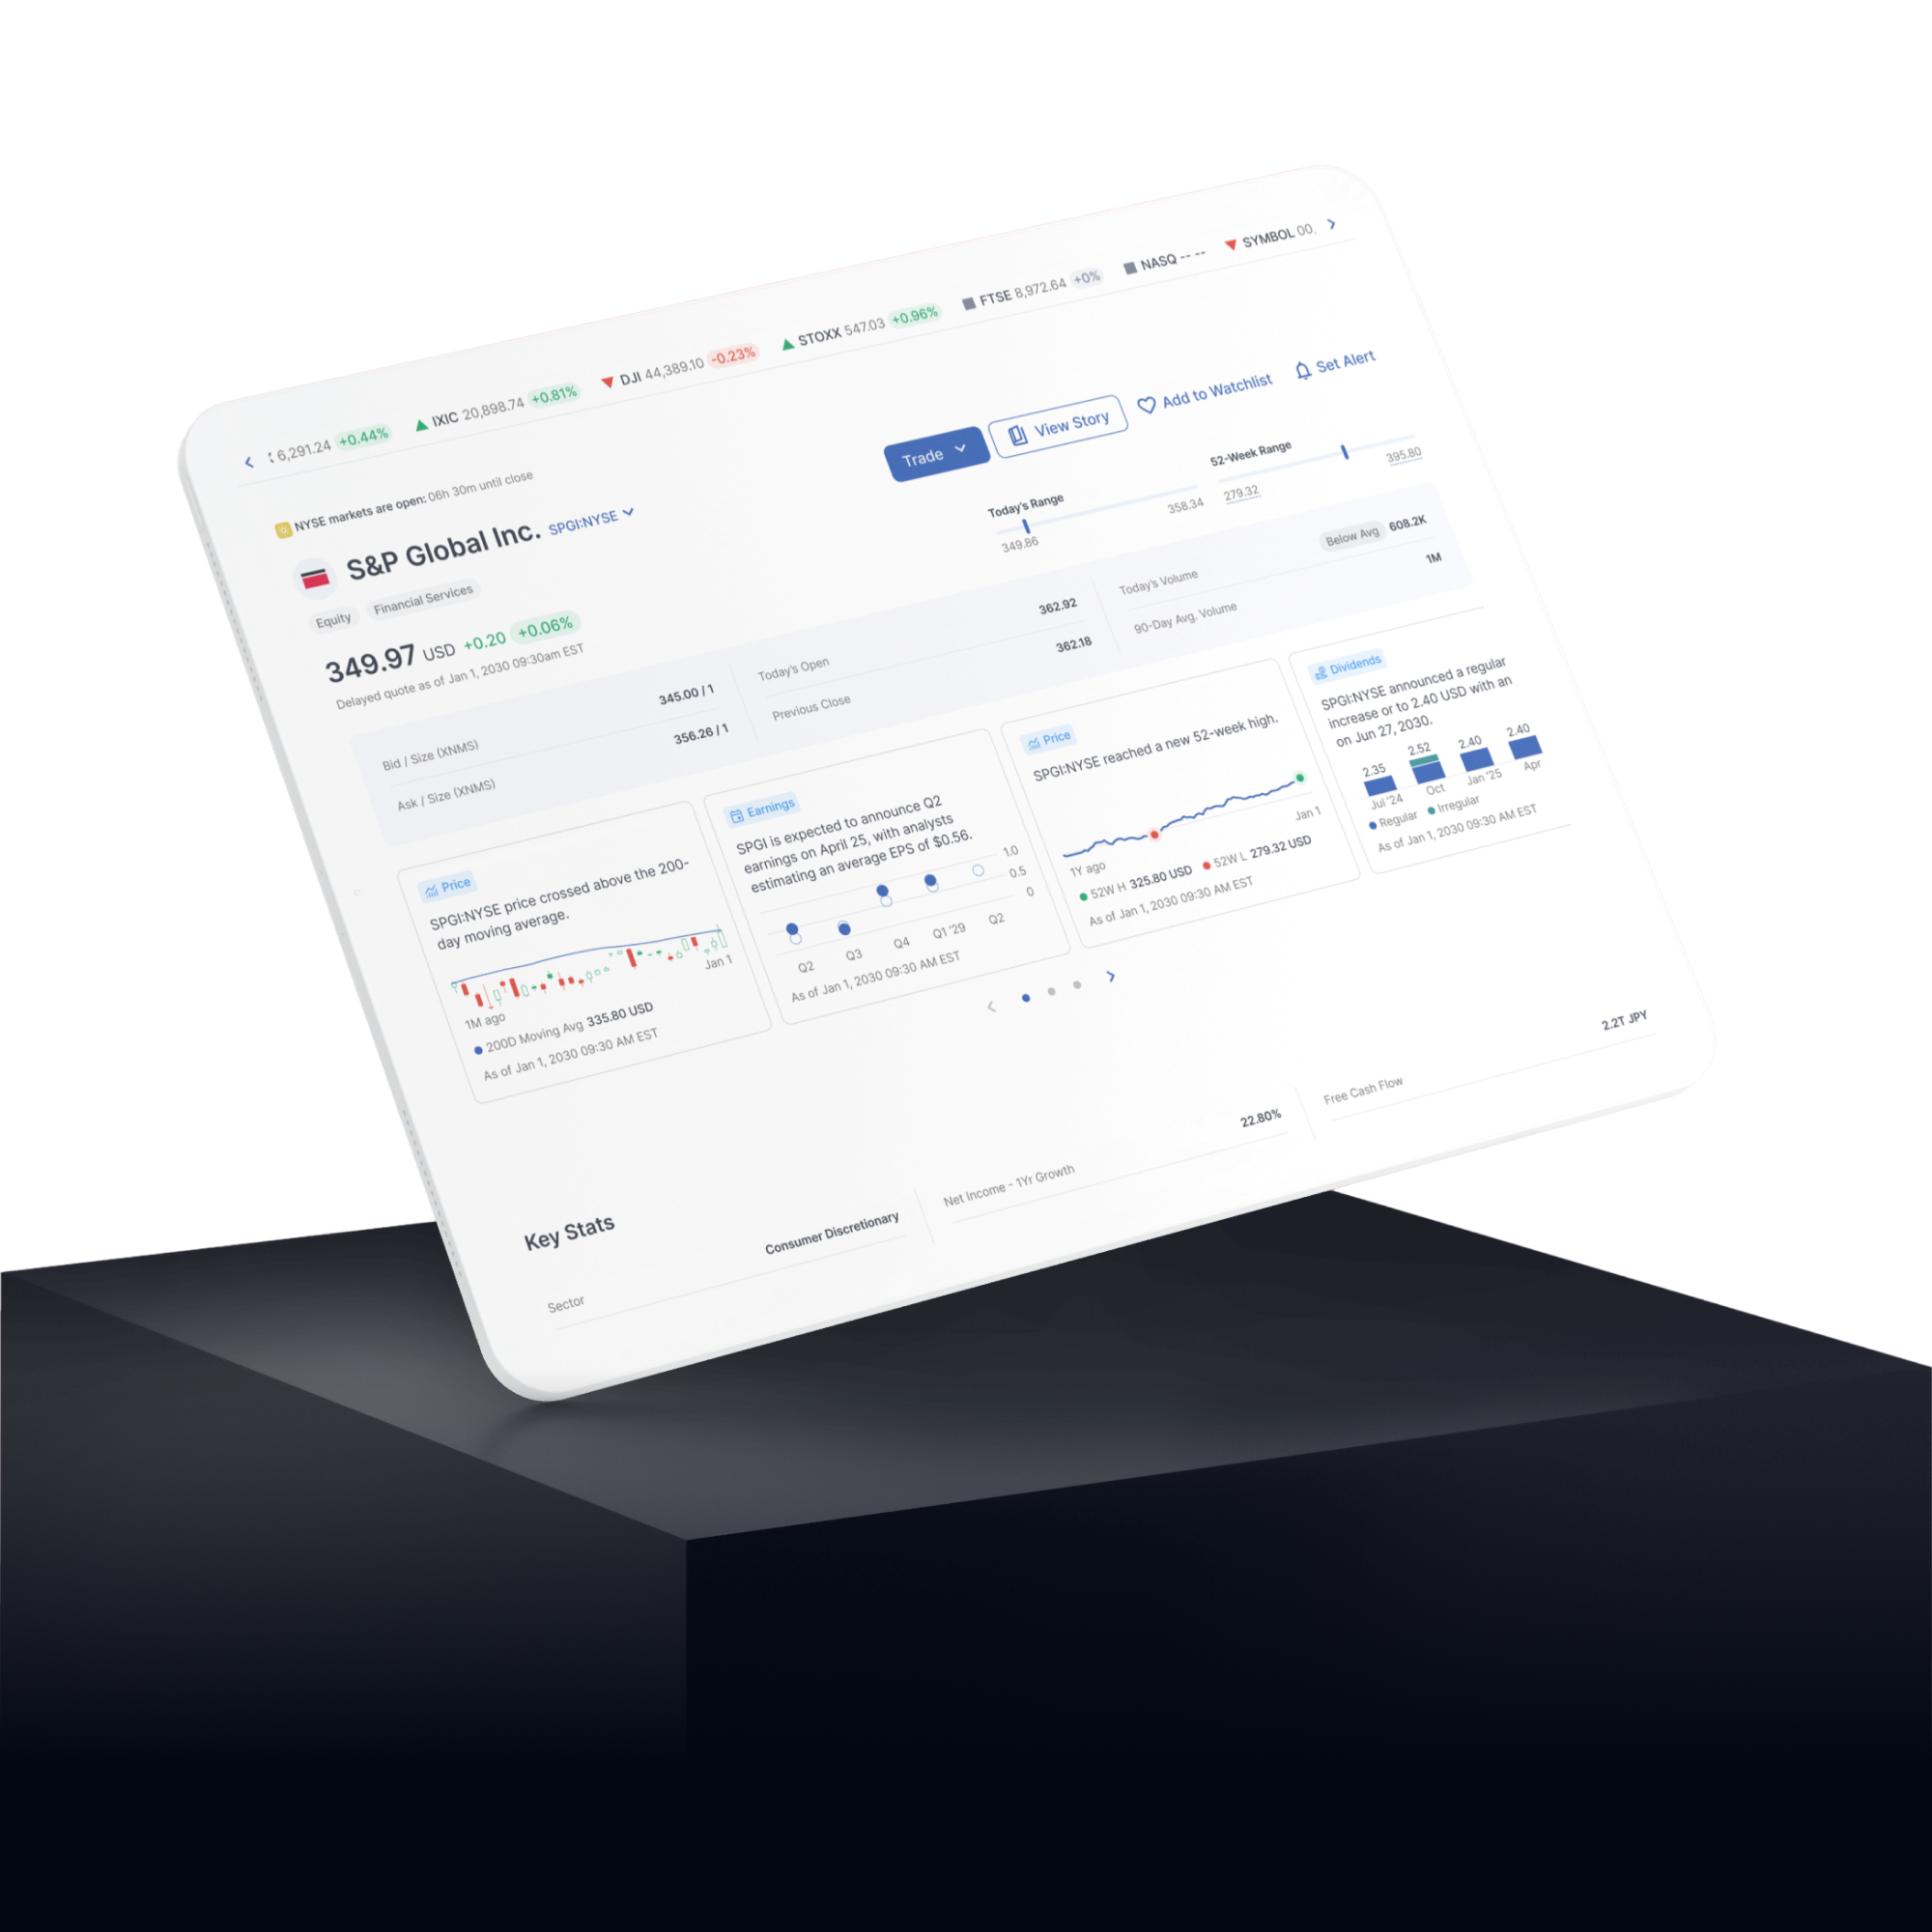 6,291.24 +0.44% IXIC 20,898.74 +0.81% DJI 44,389.10 -0.23% STOXX 547.03 +0.96% FTSE 8,972.64 +0% NASQ -- -- SYMBOL 00.
NYSE markets are open: 06h 30m until close
S&P Global Inc. SPGI:NYSE
Equity Financial Services
349.97 USD +0.20 +0.06%
Delayed quote as of Jan 1, 2030 09:30am EST
Trade View Story Add to Watchlist Set Alert
Today's Range
349.86 358.34
52-Week Range
279.32 395.80
Bid / Size (XNMS) 345.00 / 1
Ask / Size (XNMS) 356.26 / 1
Today's Open 362.92
Previous Close 362.18
Today's Volume Below Avg 608.2K
90-Day Avg. Volume 1M
Price
SPGI:NYSE price crossed above the 200-
day moving average.
1M ago Jan 1
200D Moving Avg 335.80 USD
As of Jan 1, 2030 09:30 AM EST
Earnings
SPGI is expected to announce Q2
earnings on April 25, with analysts
estimating an average EPS of $0.56.
1.0
0.5
0
Q2 Q3 Q4 Q1 '29 Q2
As of Jan 1, 2030 09:30 AM EST
Price
SPGI:NYSE reached a new 52-week high.
1Y ago Jan 1
52W H 325.80 USD 52W L 279.32 USD
As of Jan 1, 2030 09:30 AM EST
Dividends
SPGI:NYSE announced a regular
increase or to 2.40 USD with an
on Jun 27, 2030.
2.35 2.52 2.40 2.40
Jul '24 Oct Jan '25 Apr
Regular Irregular
As of Jan 1, 2030 09:30 AM EST
Key Stats
Sector Consumer Discretionary
Net Income - 1Yr Growth 22.80%
Free Cash Flow 2.2T JPY